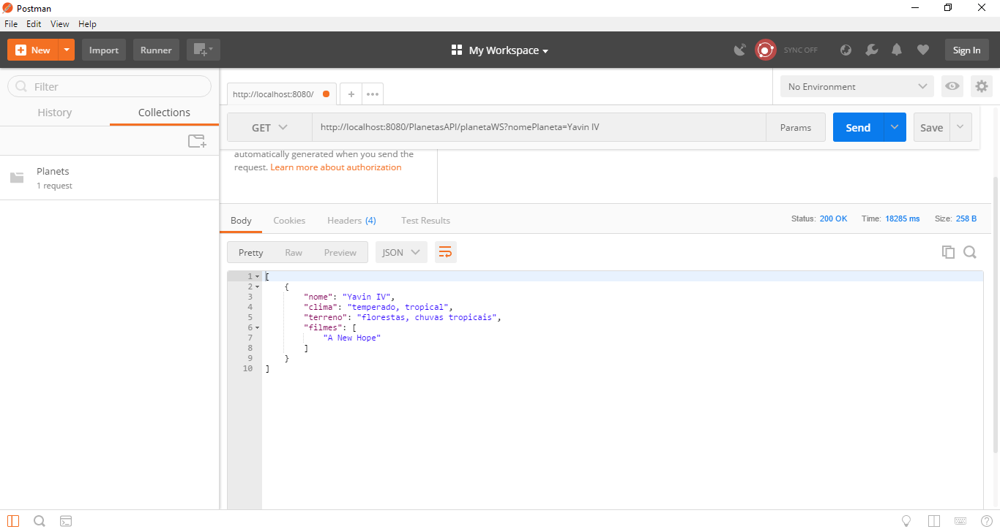 Postman
File Edit View Help
New Import Runner My Workspace SYNC OFF Sign In
Filter
History Collections
Planets
1 request
http://localhost:8080/ + ••• No Environment
GET http://localhost:8080/PlanetasAPI/planetaWS?nomePlaneta=Yavin IV Params Send Save
automatically generated when you send the
request. Learn more about authorization
Body Cookies Headers (4) Test Results Status: 200 OK Time: 18285 ms Size: 258 B
Pretty Raw Preview JSON
1 [
2 {
3 "nome": "Yavin IV",
4 "clima": "temperado, tropical",
5 "terreno": "florestas, chuvas tropicais",
6 "filmes": [
7 "A New Hope"
8 ]
9 }
10 ]